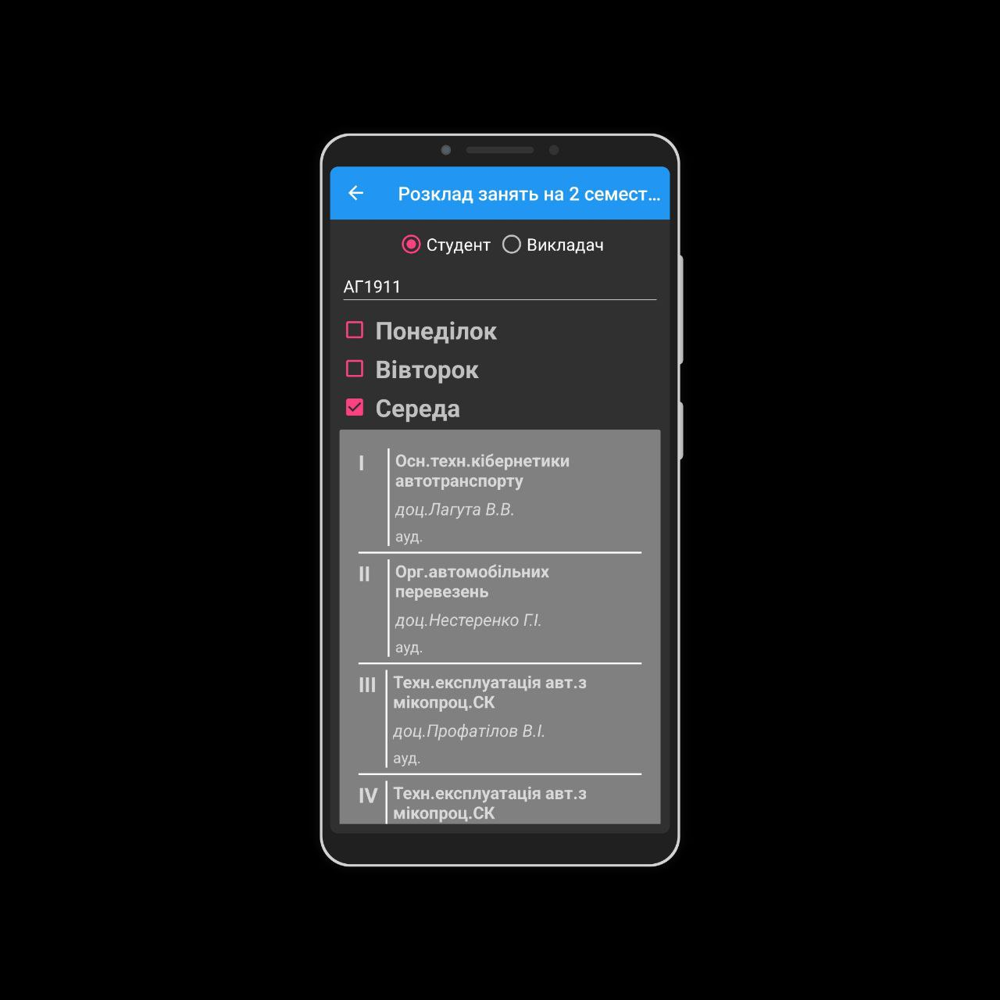 Розклад занять на 2 семест...
Студент Викладач
АГ1911
Понеділок
Вівторок
Середа
I
Осн.техн.кібернетики
автотранспорту
доц.Лагута В.В.
ауд.
II
Орг.автомобільних
перевезень
доц.Нестеренко Г.І.
ауд.
III
Техн.експлуатація авт.з
мікопроц.СК
доц.Профатілов В.І.
ауд.
IV
Техн.експлуатація авт.з
мікопроц.СК